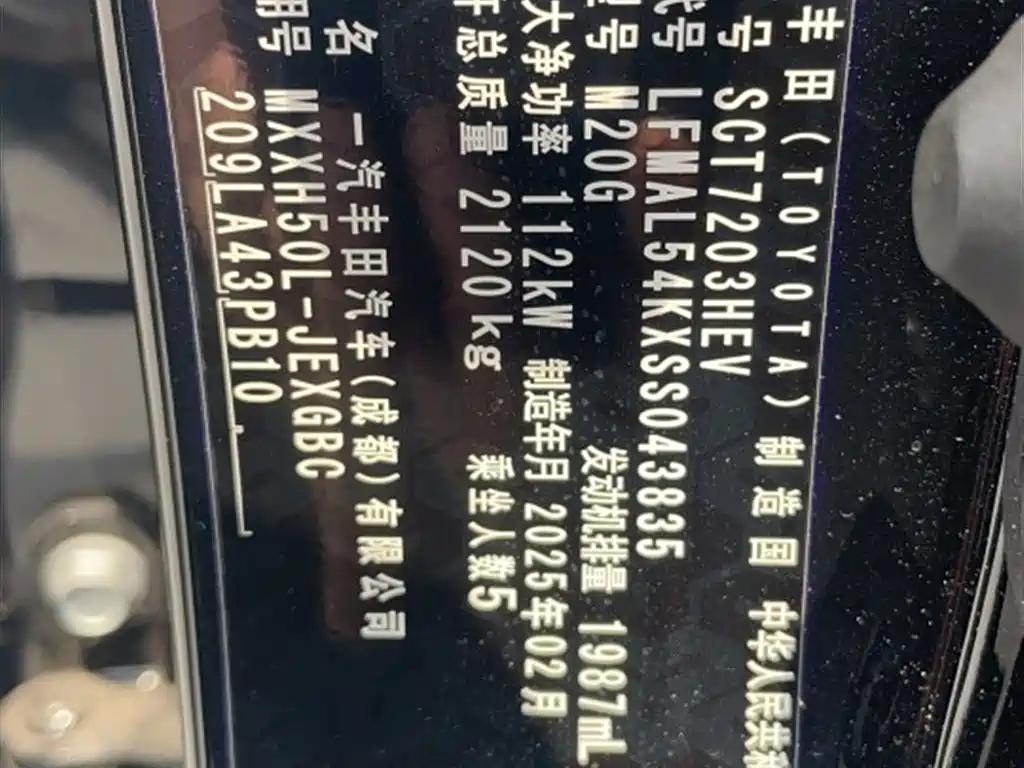 丰田(TOYOTA) 制造国 中华人民共和
号 SCT7203HEV
代号 LFMAL54KXSS043835
型号 M20G 发动机排量 1987mL
大净功率 112kW 制造年月 2025年02月
总质量 2120kg 乘坐人数5
名 一汽丰田汽车(成都)有限公司
用号 MXXH50L-JEXGBC
209LA43PB10